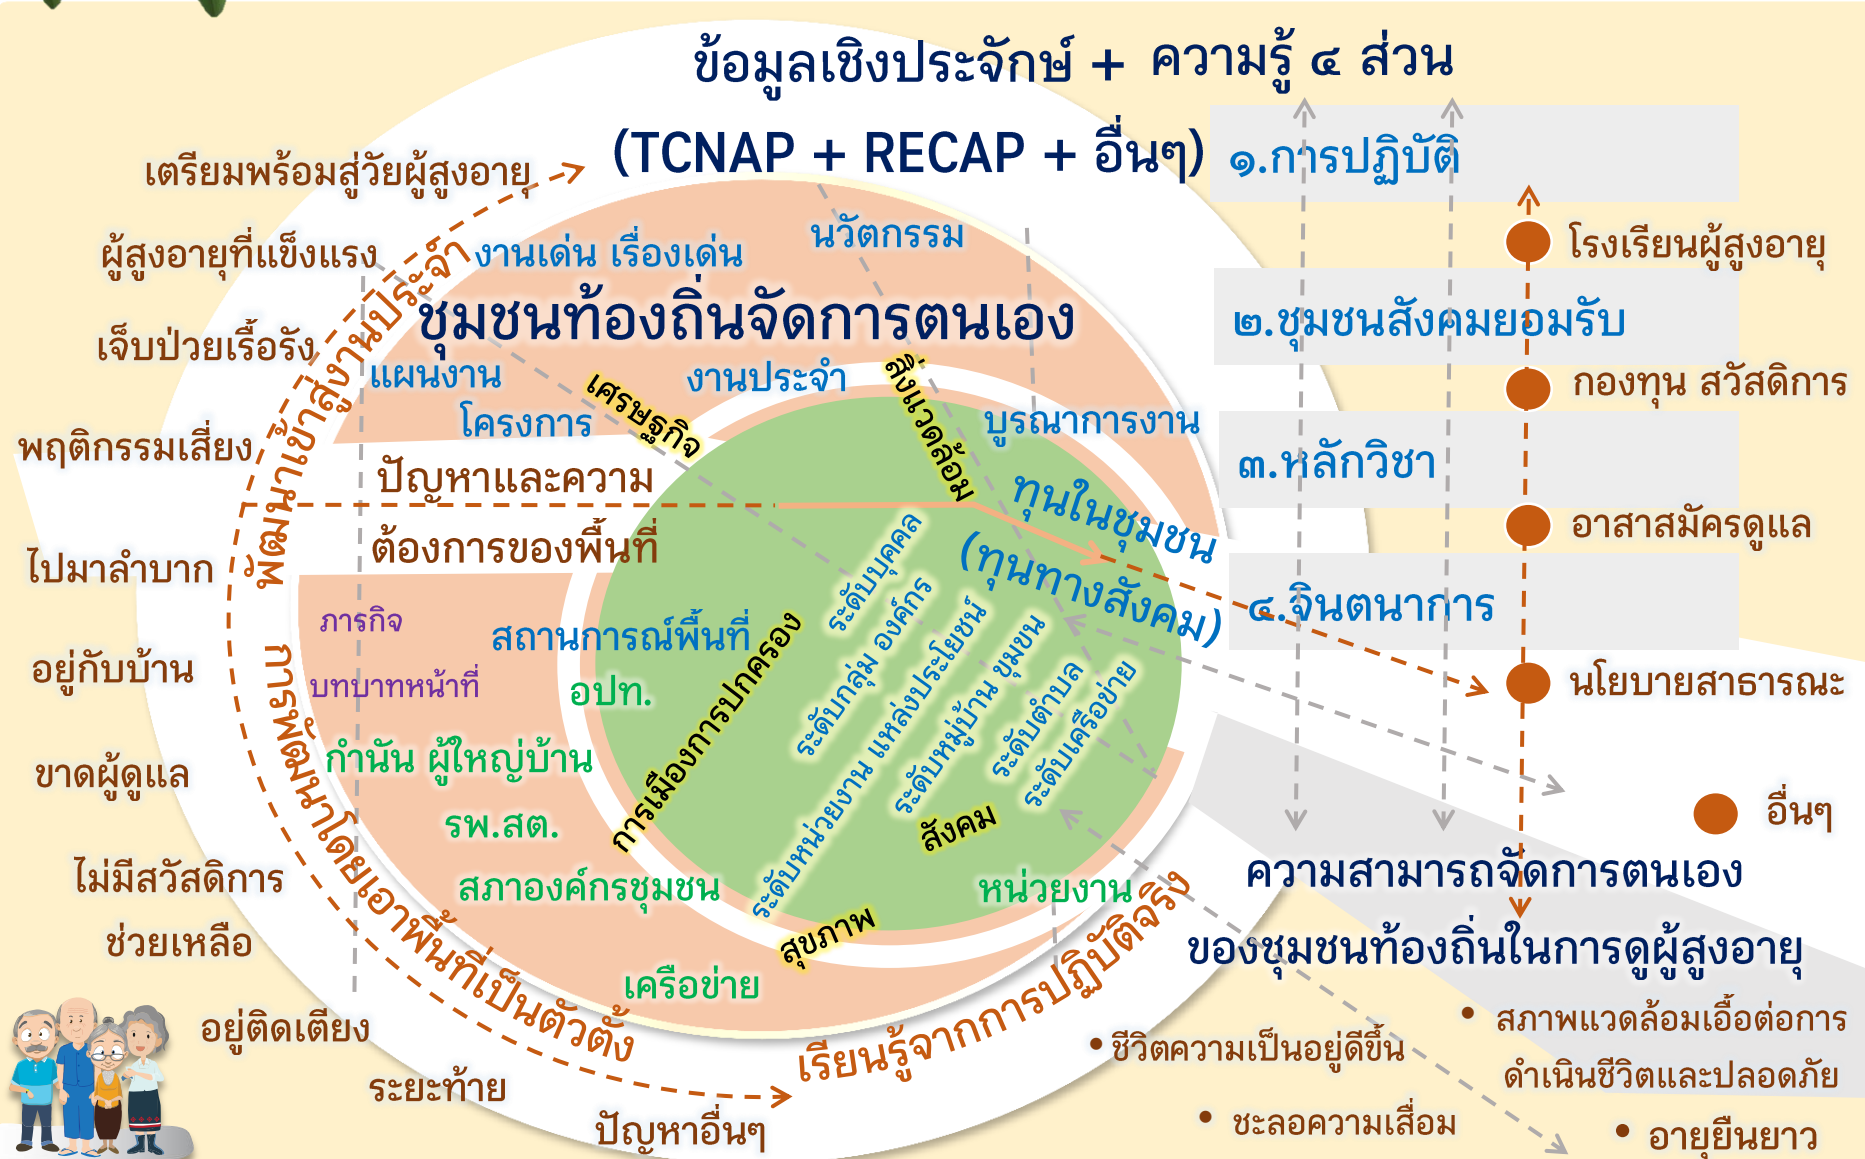 ข้อมูลเชิงประจักษ์ + ความรู้ ๔ ส่วน
(TCNAP + RECAP + อื่นๆ)
๑.การปฏิบัติ
๒.ชุมชนสังคมยอมรับ
๓.หลักวิชา
๔.จินตนาการ
โรงเรียนผู้สูงอายุ
กองทุน สวัสดิการ
อาสาสมัครดูแล
นโยบายสาธารณะ
อื่นๆ
เตรียมพร้อมสู่วัยผู้สูงอายุ
ผู้สูงอายุที่แข็งแรง
เจ็บป่วยเรื้อรัง
พฤติกรรมเสี่ยง
ไปมาลำบาก
อยู่กับบ้าน
ขาดผู้ดูแล
ไม่มีสวัสดิการ
ช่วยเหลือ
อยู่ติดเตียง
ระยะท้าย
ปัญหาอื่นๆ
พัฒนาเข้าสู่งานประจำ
การพัฒนาโดยเอาพื้นที่เป็นตัวตั้ง
เรียนรู้จากการปฏิบัติจริง
งานเด่น เรื่องเด่น
นวัตกรรม
ชุมชนท้องถิ่นจัดการตนเอง
แผนงาน
งานประจำ
โครงการ
บูรณาการงาน
เศรษฐกิจ
สิ่งแวดล้อม
ปัญหาและความ
ต้องการของพื้นที่
ทุนในชุมชน
(ทุนทางสังคม)
ภารกิจ
บทบาทหน้าที่
สถานการณ์พื้นที่
อปท.
กำนัน ผู้ใหญ่บ้าน
รพ.สต.
สภาองค์กรชุมชน
เครือข่าย
หน่วยงาน
การเมืองการปกครอง
ระดับบุคคล
ระดับกลุ่ม องค์กร
ระดับหน่วยงาน แหล่งประโยชน์
ระดับหมู่บ้าน ชุมขน
ระดับตำบล
ระดับเครือข่าย
สังคม
สุขภาพ
ความสามารถจัดการตนเอง
ของชุมชนท้องถิ่นในการดูผู้สูงอายุ
• สภาพแวดล้อมเอื้อต่อการ
ดำเนินชีวิตและปลอดภัย
• ชีวิตความเป็นอยู่ดีขึ้น
• ชะลอความเสื่อม
• อายุยืนยาว